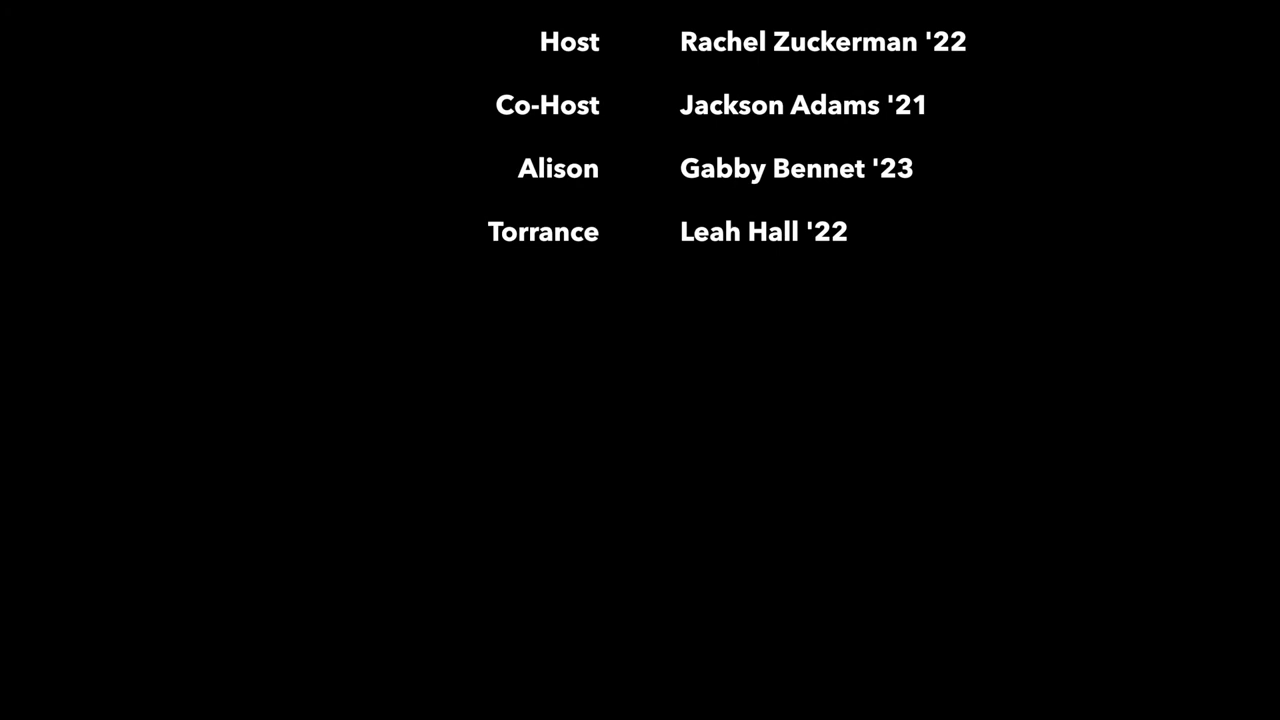 Host Rachel Zuckerman '22
Co-Host Jackson Adams '21
Alison Gabby Bennet '23
Torrance Leah Hall '22